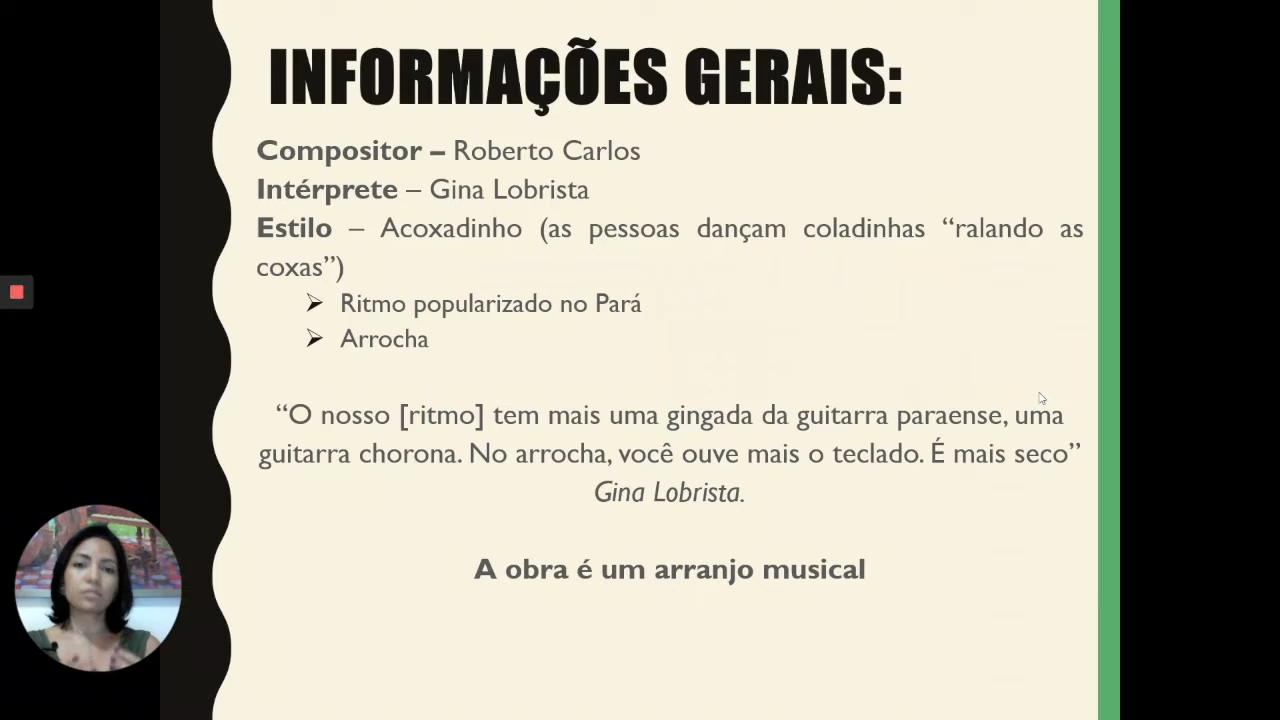 INFORMAÇÕES GERAIS:
Compositor – Roberto Carlos
Intérprete – Gina Lobrista
Estilo – Acoxadinho (as pessoas dançam coladinhas “ralando as
coxas”)
Ritmo popularizado no Pará
Arrocha
“O nosso [ritmo] tem mais uma gingada da guitarra paraense, uma
guitarra chorona. No arrocha, você ouve mais o teclado. É mais seco”
Gina Lobrista.
A obra é um arranjo musical